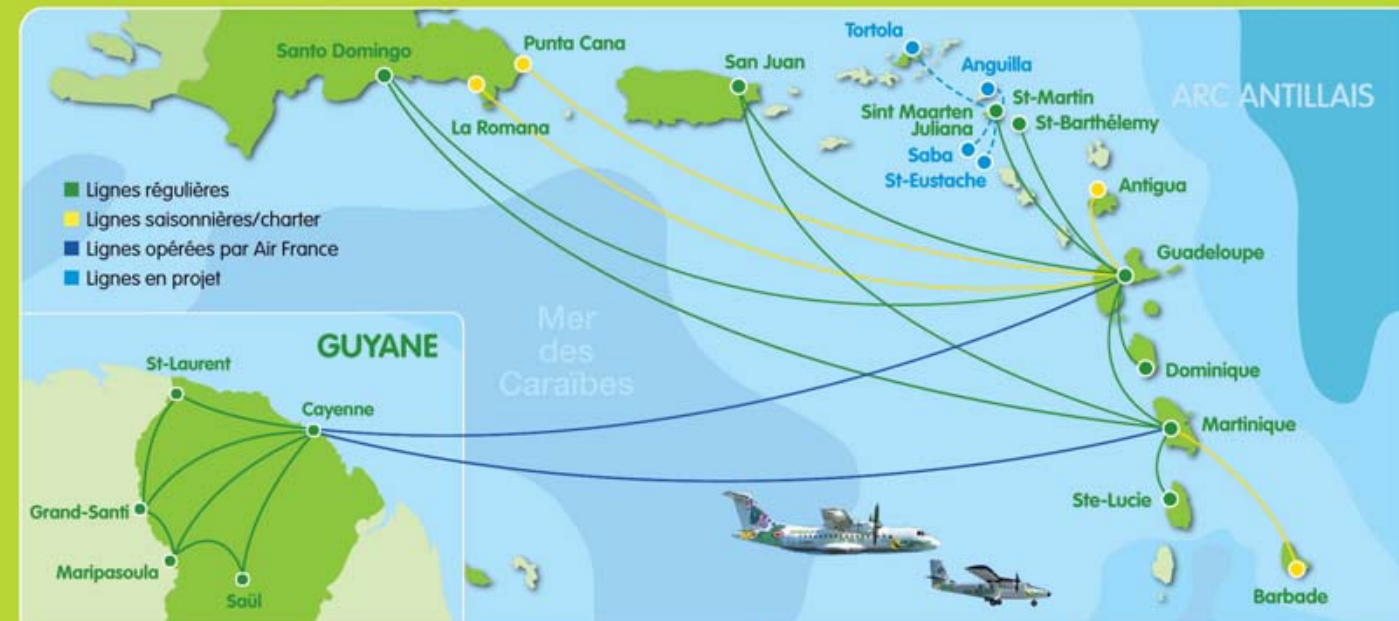 Tortola
Punta Cana
Santo Domingo
San Juan
Anguilla
ARC ANTILLAIS
St-Martin
Sint Maarten
Juliana
St-Barthélemy
La Romana
Saba
St-Eustache
Antigua
Lignes régulières
Lignes saisonnières/charter
Lignes opérées par Air France
Lignes en projet
Guadeloupe
Mer
des
Caraïbes
GUYANE
St-Laurent
Cayenne
Dominique
Martinique
Grand-Santi
Ste-Lucie
Maripasoula
Saül
Barbade